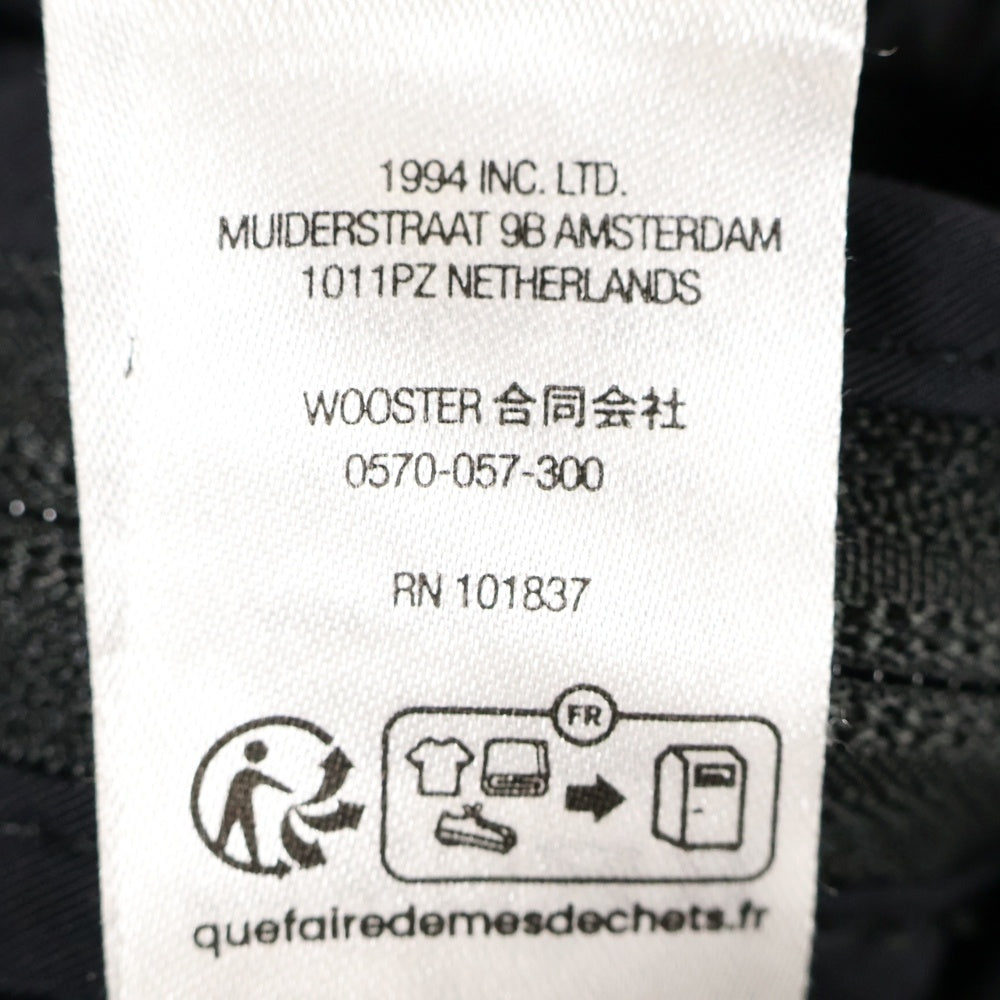 1994 INC. LTD.
MUIDERSTRAAT 9B AMSTERDAM
1011PZ NETHERLANDS
WOOSTER 合同会社
0570-057-300
RN 101837
FR
quefairedemesdechets.fr